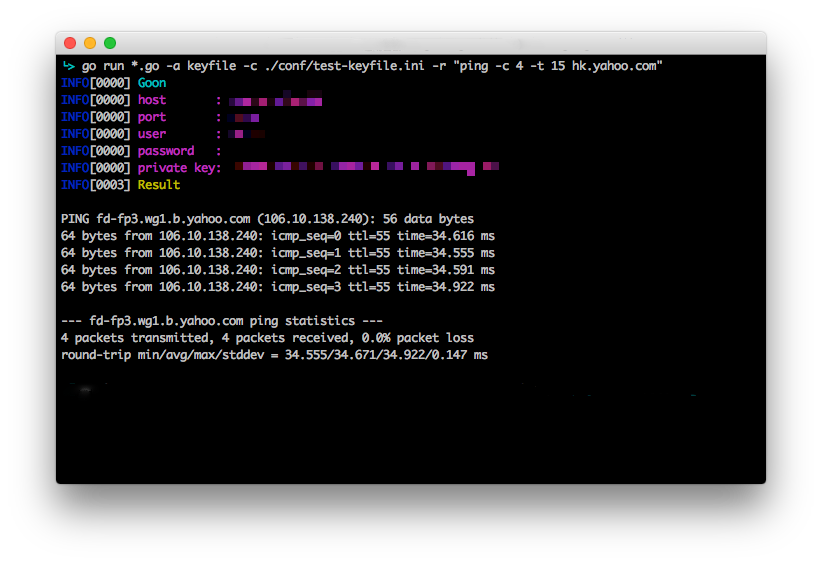 ↳ go run *.go -a keyfile -c ./conf/test-keyfile.ini -r "ping -c 4 -t 15 hk.yahoo.com"
INFO[0000] Goon
INFO[0000] host       :
INFO[0000] port       :
INFO[0000] user       :
INFO[0000] password   :
INFO[0000] private key:
INFO[0003] Result
PING fd-fp3.wg1.b.yahoo.com (106.10.138.240): 56 data bytes
64 bytes from 106.10.138.240: icmp_seq=0 ttl=55 time=34.616 ms
64 bytes from 106.10.138.240: icmp_seq=1 ttl=55 time=34.555 ms
64 bytes from 106.10.138.240: icmp_seq=2 ttl=55 time=34.591 ms
64 bytes from 106.10.138.240: icmp_seq=3 ttl=55 time=34.922 ms
--- fd-fp3.wg1.b.yahoo.com ping statistics ---
4 packets transmitted, 4 packets received, 0.0% packet loss
round-trip min/avg/max/stddev = 34.555/34.671/34.922/0.147 ms